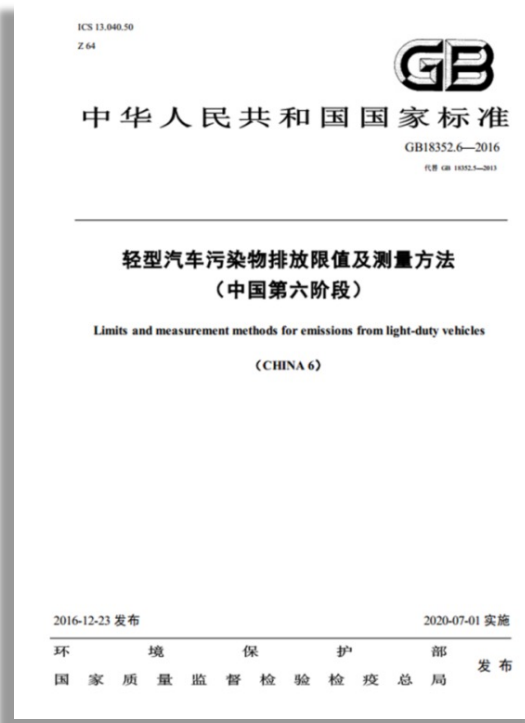 ICS 13.040.50
Z 64
GB
中华人民共和国国家标准
GB18352.6—2016
代替 GB 18352.5—2013
轻型汽车污染物排放限值及测量方法
（中国第六阶段）
Limits and measurement methods for emissions from light-duty vehicles
（CHINA 6）
2016-12-23 发布
2020-07-01 实施
环境保护部
国家质量监督检验检疫总局
发布